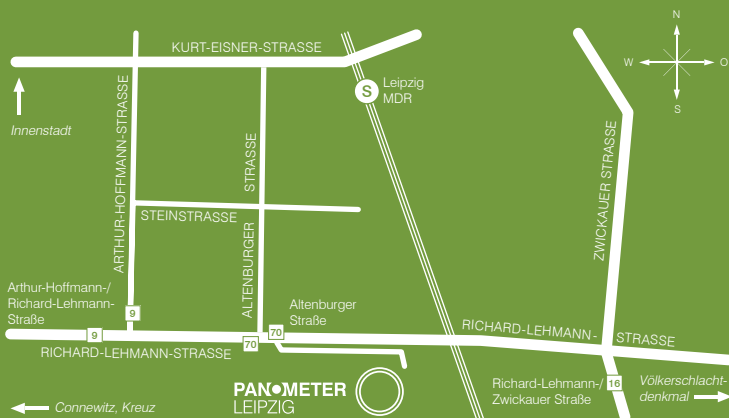 N
W
O
S
KURT-EISNER-STRASSE
S
Leipzig
MDR
Innenstadt
ARTHUR-HOFFMANN-STRASSE
ALTENBURGER STRASSE
ZWICKAUER STRASSE
STEINSTRASSE
Arthur-Hoffmann-/
Richard-Lehmann-
Straße
9
9
Altenburger
Straße
70
70
RICHARD-LEHMANN-STRASSE
RICHARD-LEHMANN- STRASSE
PANOMETER
LEIPZIG
Richard-Lehmann-/
Zwickauer Straße
16
Völkerschlacht-
denkmal
Connewitz, Kreuz